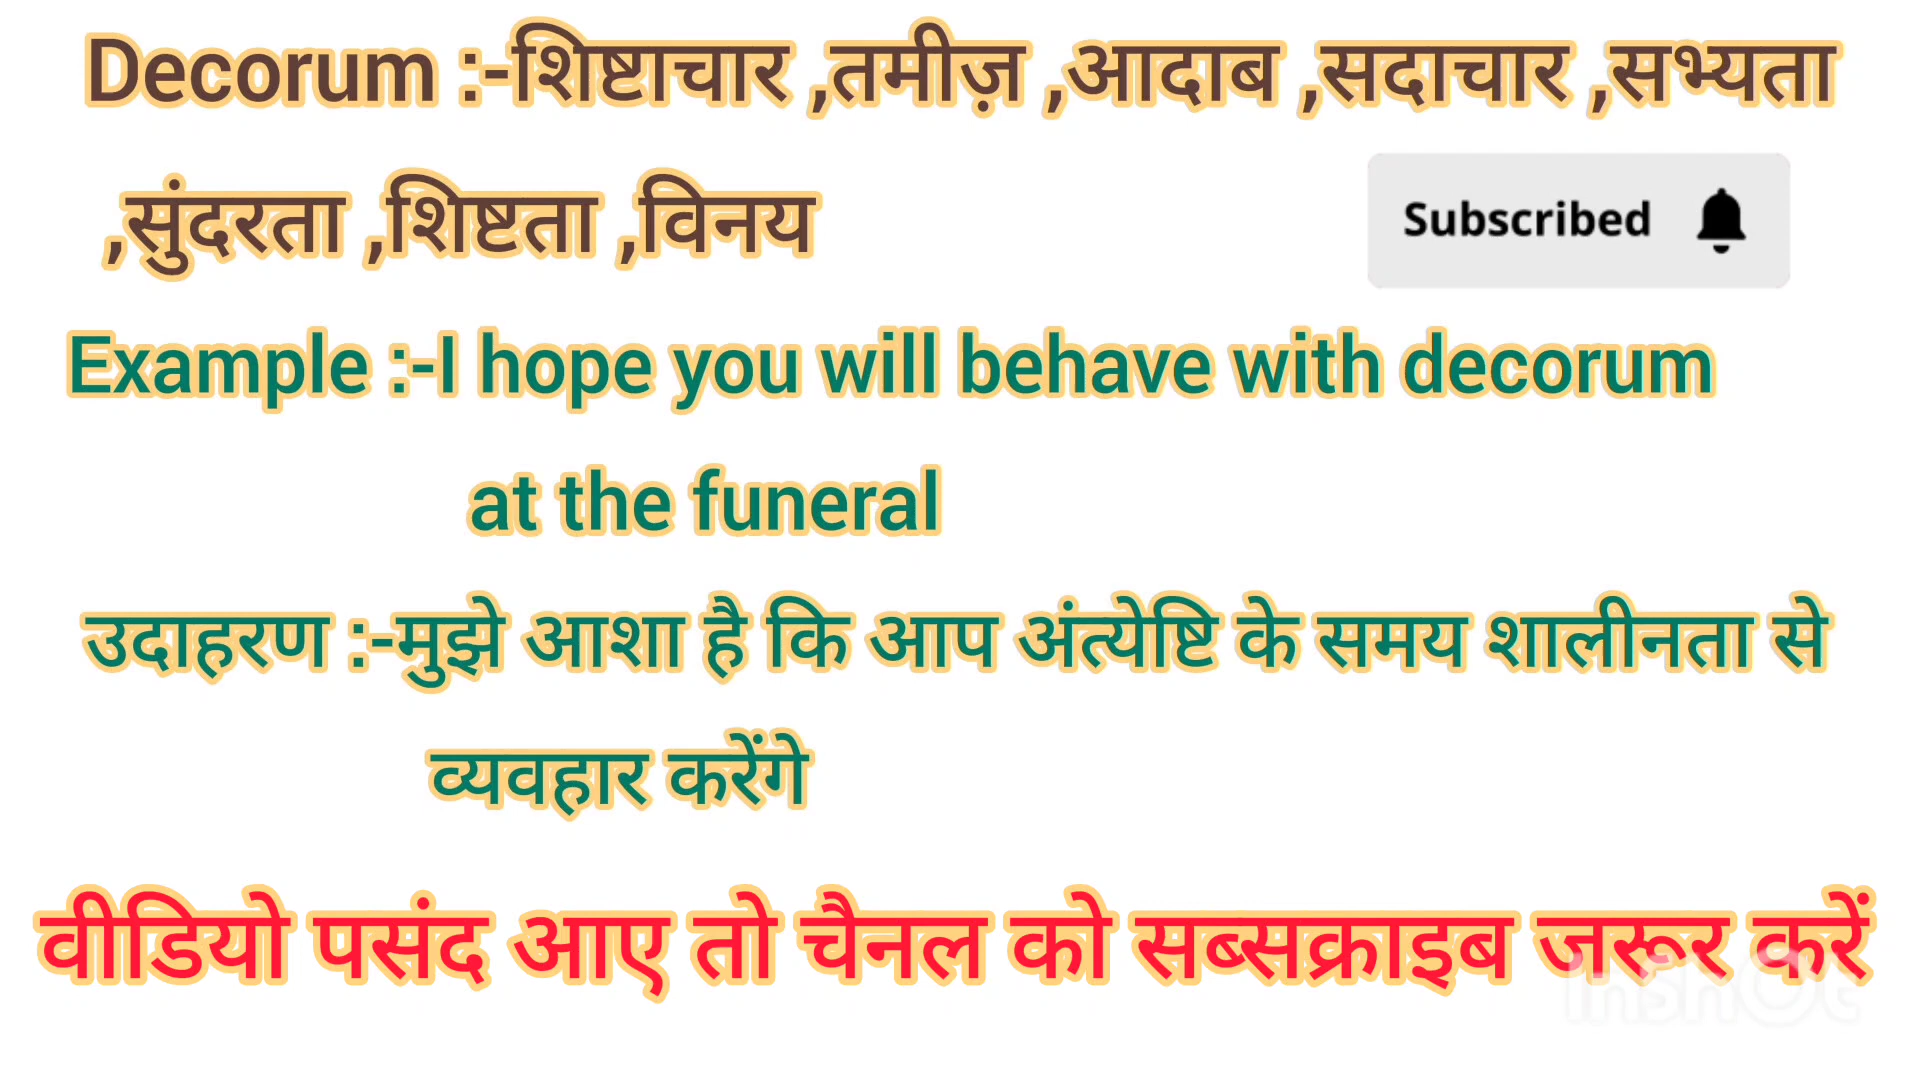 Decorum :-शिष्टाचार ,तमीज़ ,आदाब ,सदाचार ,सभ्यता
,सुंदरता ,शिष्टता ,विनय
Subscribed
Example :-I hope you will behave with decorum
at the funeral
उदाहरण :-मुझे आशा है कि आप अंत्येष्टि के समय शालीनता से
व्यवहार करेंगे
वीडियो पसंद आए तो चैनल को सब्सक्राइब जरूर करें
InShOt